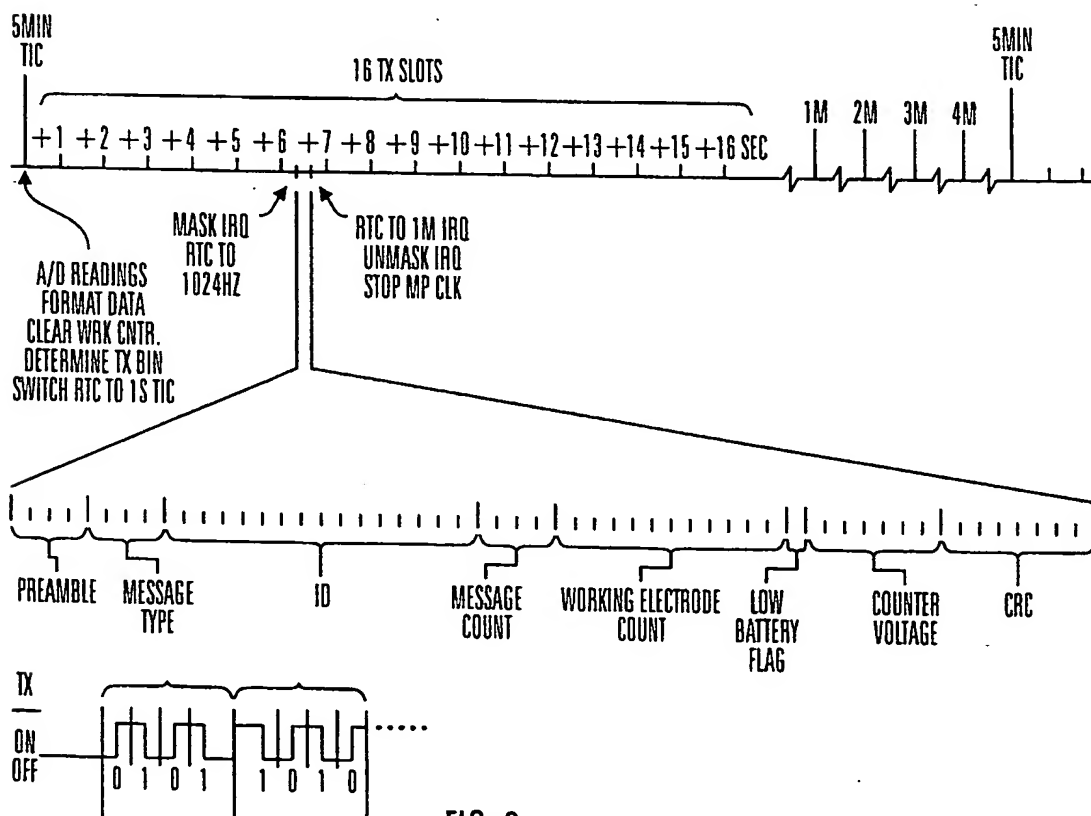 5MIN
TIC
16 TX SLOTS
5MIN
TIC
+1 +2 +3 +4 +5 +6 +7 +8 +9 +10 +11 +12 +13 +14 +15 +16 SEC
1M 2M 3M 4M
A/D READINGS
FORMAT DATA
CLEAR WRK CNTR.
DETERMINE TX BIN
SWITCH RTC TO 1S TIC
MASK IRQ
RTC TO
1024HZ
RTC TO 1M IRQ
UNMASK IRQ
STOP MP CLK
PREAMBLE
MESSAGE
TYPE
ID
MESSAGE
COUNT
WORKING ELECTRODE
COUNT
LOW
BATTERY
FLAG
COUNTER
VOLTAGE
CRC
TX
ON
OFF
0 1 0 1 1 0 1 0